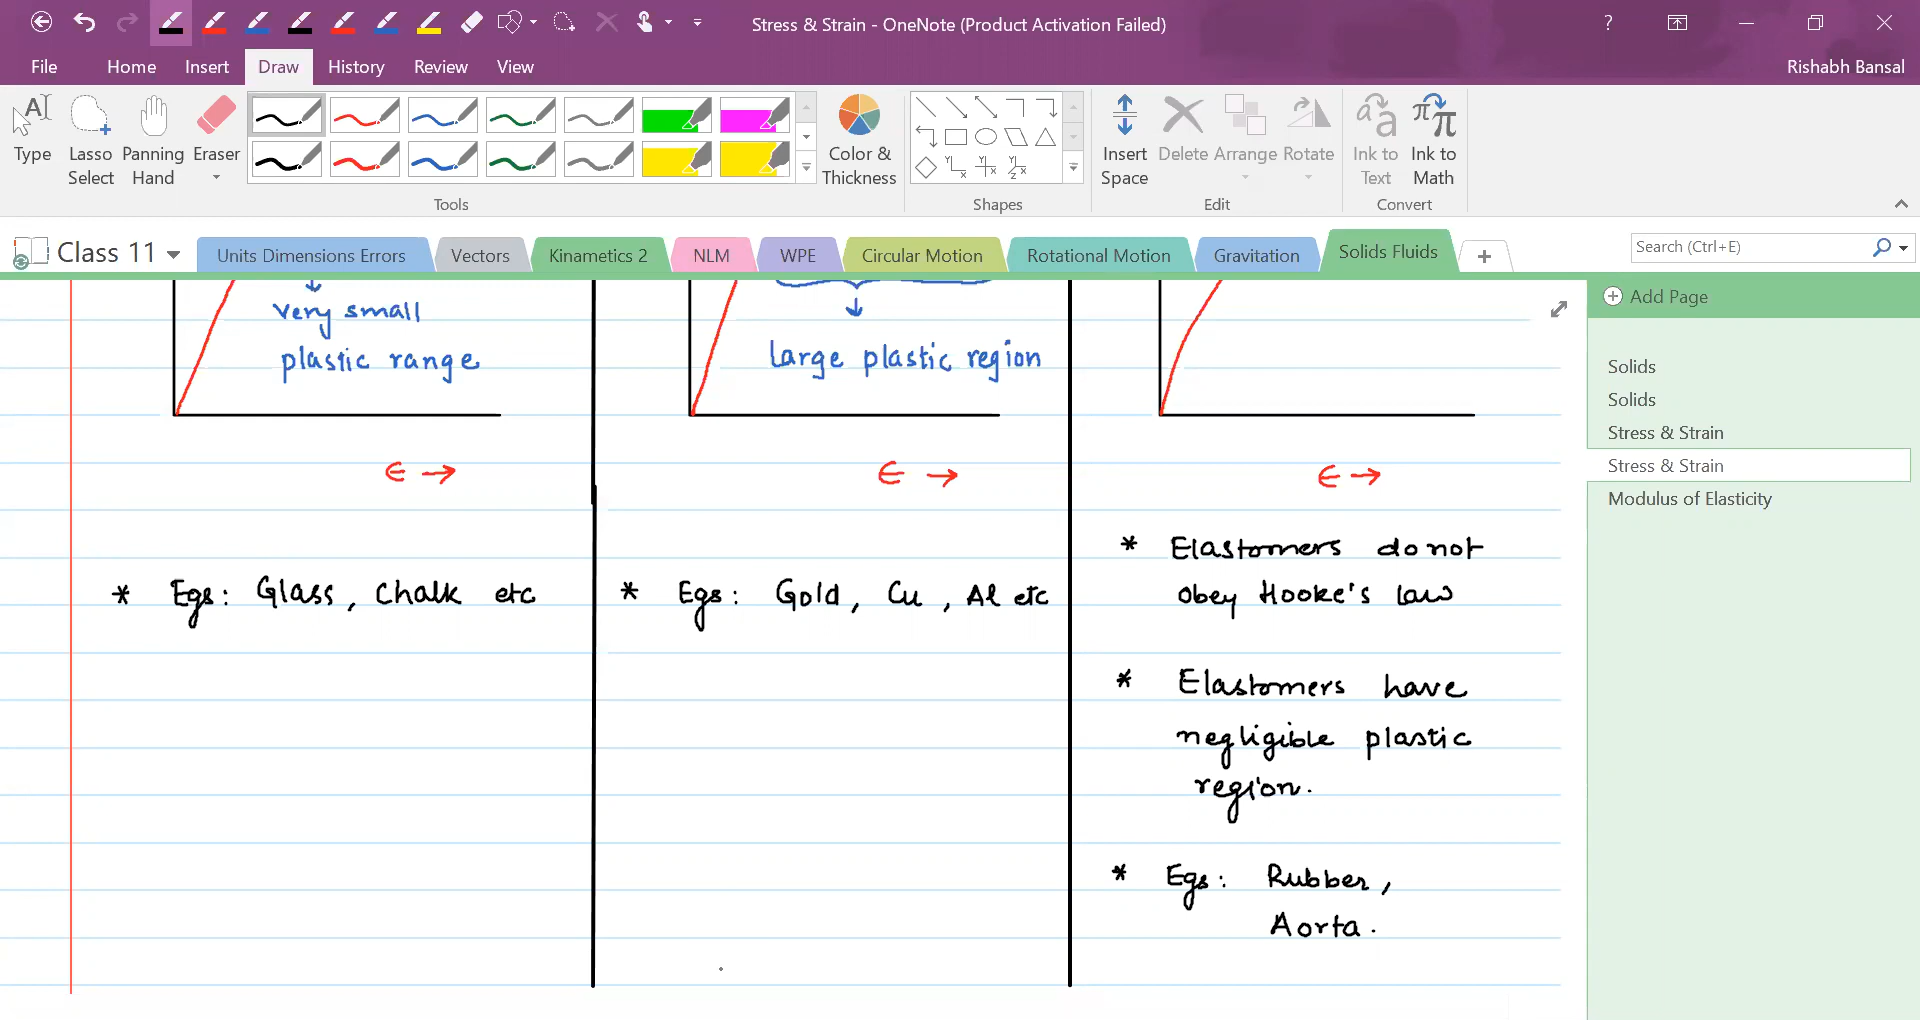 Stress & Strain - OneNote (Product Activation Failed)
?
File Home Insert Draw History Review View
Rishabh Bansal
Type
Lasso Select
Panning Hand
Eraser
Color & Thickness
Insert Space
Delete
Arrange
Rotate
Ink to Text
Ink to Math
Tools
Shapes
Edit
Convert
Class 11
Units Dimensions Errors
Vectors
Kinametics 2
NLM
WPE
Circular Motion
Rotational Motion
Gravitation
Solids Fluids
+
Search (Ctrl+E)
Add Page
Solids
Solids
Stress & Strain
Stress & Strain
Modulus of Elasticity
very small
plastic range
∈ →
* Egs: Glass, Chalk etc
large plastic region
∈ →
* Egs: Gold, Cu, Al etc
∈ →
* Elastomers do not
obey Hooke's law
* Elastomers have
negligible plastic
region.
* Egs: Rubber,
Aorta.